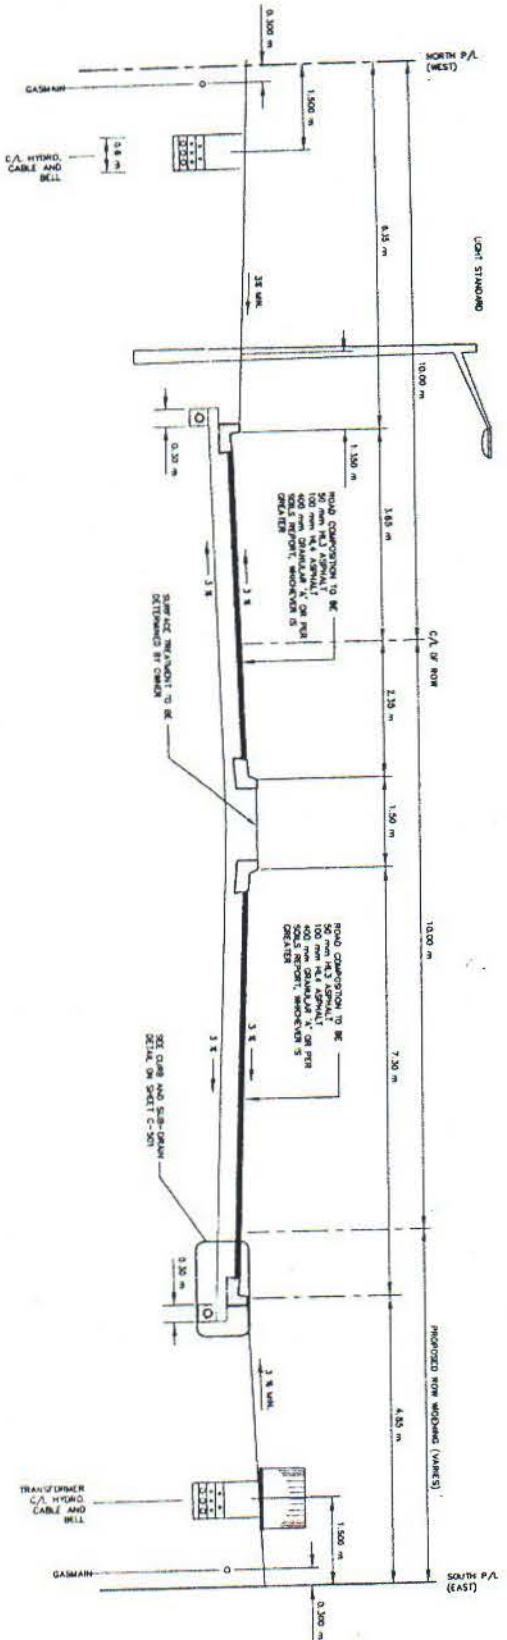 NORTH P/L
(WEST)
0.300 m
GASMAIN
1.500 m
0.6 m
C/L HYDRO,
CABLE AND
BELL
6.35 m
3% MIN.
LIGHT STANDARD
10.00 m
1.350 m
0.30 m
3.65 m
ROAD COMPOSITION TO BE
50 mm HL3 ASPHALT
100 mm HL4 ASPHALT
400 mm GRANULAR 'A' OR PER
SOILS REPORT, WHICHEVER IS
GREATER
3 %
3 %
C/L OF ROW
2.35 m
SURFACE TREATMENT TO BE
DETERMINED BY OWNER
1.50 m
10.00 m
ROAD COMPOSITION TO BE
50 mm HL3 ASPHALT
100 mm HL4 ASPHALT
400 mm GRANULAR 'A' OR PER
SOILS REPORT, WHICHEVER IS
GREATER
7.30 m
3 %
3 %
SEE CURB AND SUB-DRAIN
DETAIL ON SHEET C-501
0.30 m
PROPOSED ROW WIDENING (VARIES)
4.85 m
3 % MIN.
TRANSFORMER
C/L HYDRO,
CABLE AND
BELL
1.500 m
GASMAIN
SOUTH P/L
(EAST)
0.300 m